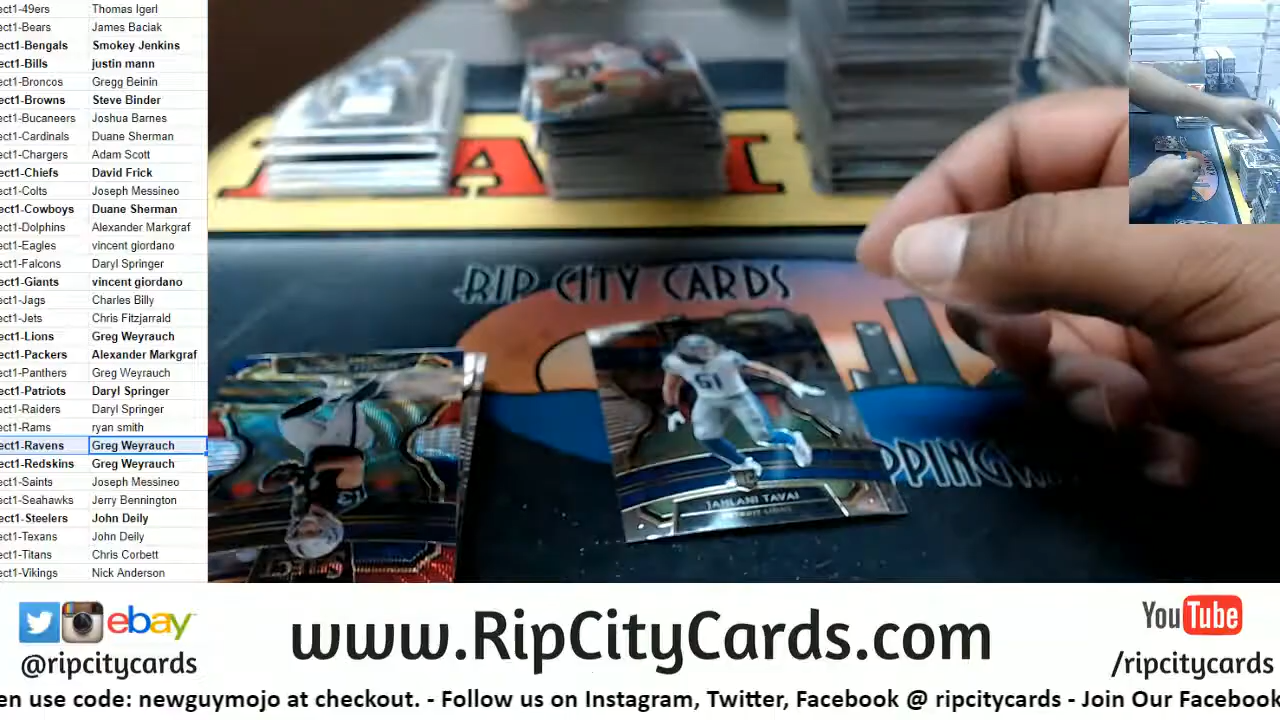 ect1-49ers Thomas Igerl
ect1-Bears James Baciak
ect1-Bengals Smokey Jenkins
ect1-Bills justin mann
ect1-Broncos Gregg Beinin
ect1-Browns Steve Binder
ect1-Bucaneers Joshua Barnes
ect1-Cardinals Duane Sherman
ect1-Chargers Adam Scott
ect1-Chiefs David Frick
ect1-Colts Joseph Messineo
ect1-Cowboys Duane Sherman
ect1-Dolphins Alexander Markgraf
ect1-Eagles vincent giordano
ect1-Falcons Daryl Springer
ect1-Giants vincent giordano
ect1-Jags Charles Billy
ect1-Jets Chris Fitzjarrald
ect1-Lions Greg Weyrauch
ect1-Packers Alexander Markgraf
ect1-Panthers Greg Weyrauch
ect1-Patriots Daryl Springer
ect1-Raiders Daryl Springer
ect1-Rams ryan smith
ect1-Ravens Greg Weyrauch
ect1-Redskins Greg Weyrauch
ect1-Saints Joseph Messineo
ect1-Seahawks Jerry Bennington
ect1-Steelers John Deily
ect1-Texans John Deily
ect1-Titans Chris Corbett
ect1-Vikings Nick Anderson
RIP CITY CARDS
51
RC
JAHLANI TAVAI
DETROIT LIONS
13
ebay
@ripcitycards
www.RipCityCards.com
YouTube
/ripcitycards
en use code: newguymojo at checkout. - Follow us on Instagram, Twitter, Facebook @ ripcitycards - Join Our Facebook